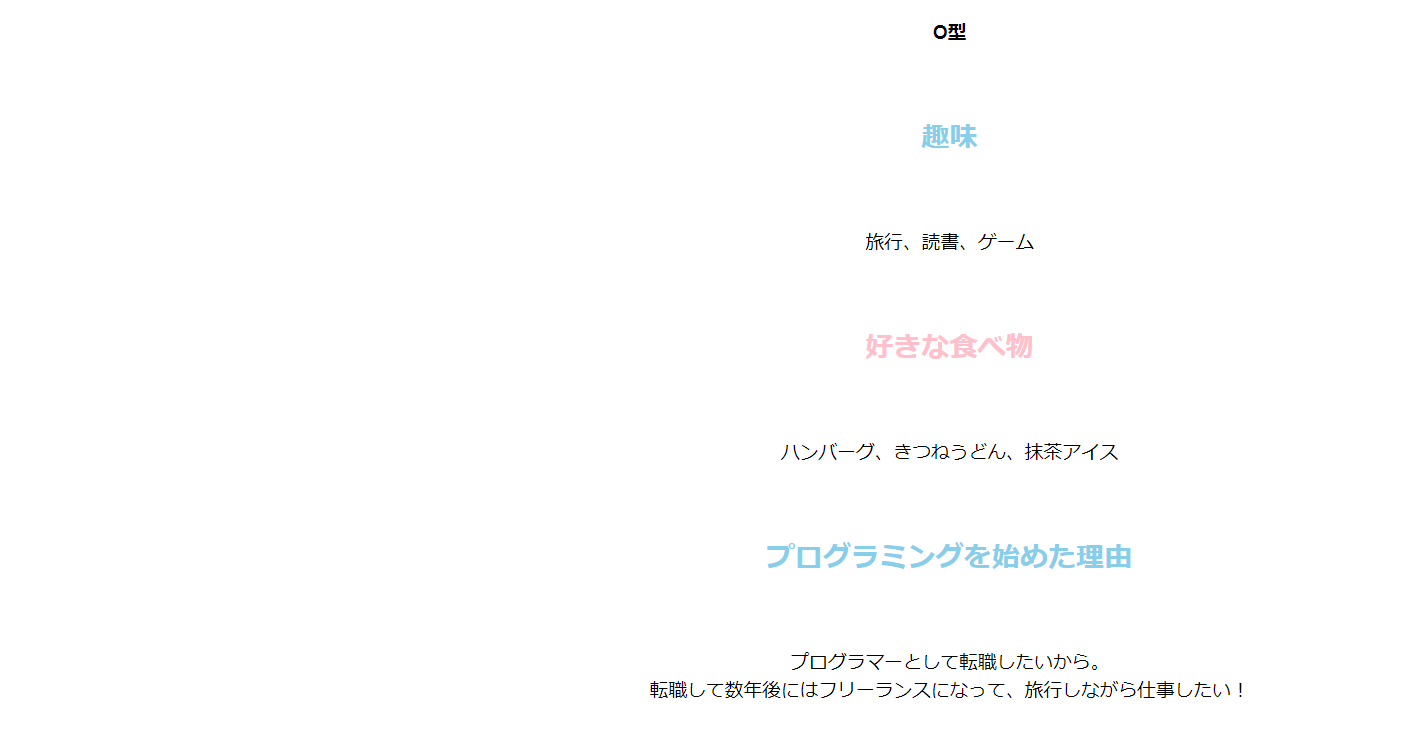 O型
趣味
旅行、読書、ゲーム
好きな食べ物
ハンバーグ、きつねうどん、抹茶アイス
プログラミングを始めた理由
プログラマーとして転職したいから。
転職して数年後にはフリーランスになって、旅行しながら仕事したい！